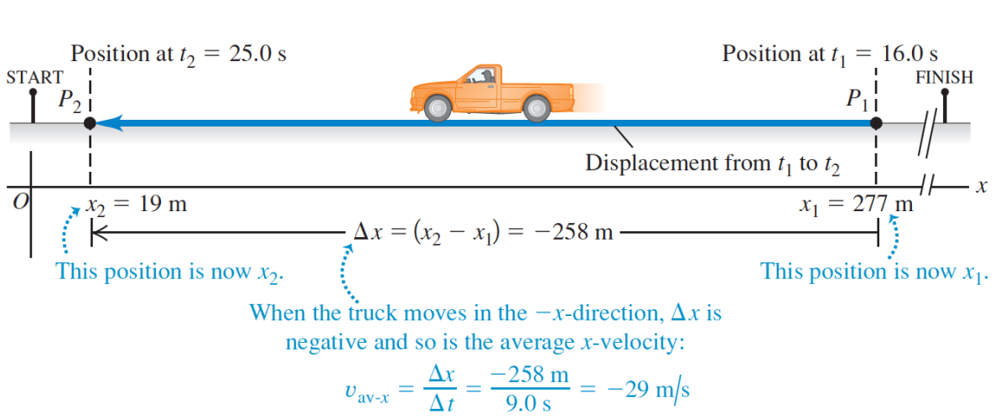 Position at t₂ = 25.0 s
Position at t₁ = 16.0 s
START
FINISH
P₂
P₁
Displacement from t₁ to t₂
x
O
x₂ = 19 m
x₁ = 277 m
Δx = (x₂ − x₁) = −258 m
This position is now x₂.
This position is now x₁.
When the truck moves in the −x-direction, Δx is
negative and so is the average x-velocity:
v_av-x = Δx/Δt = −258 m/9.0 s = −29 m/s